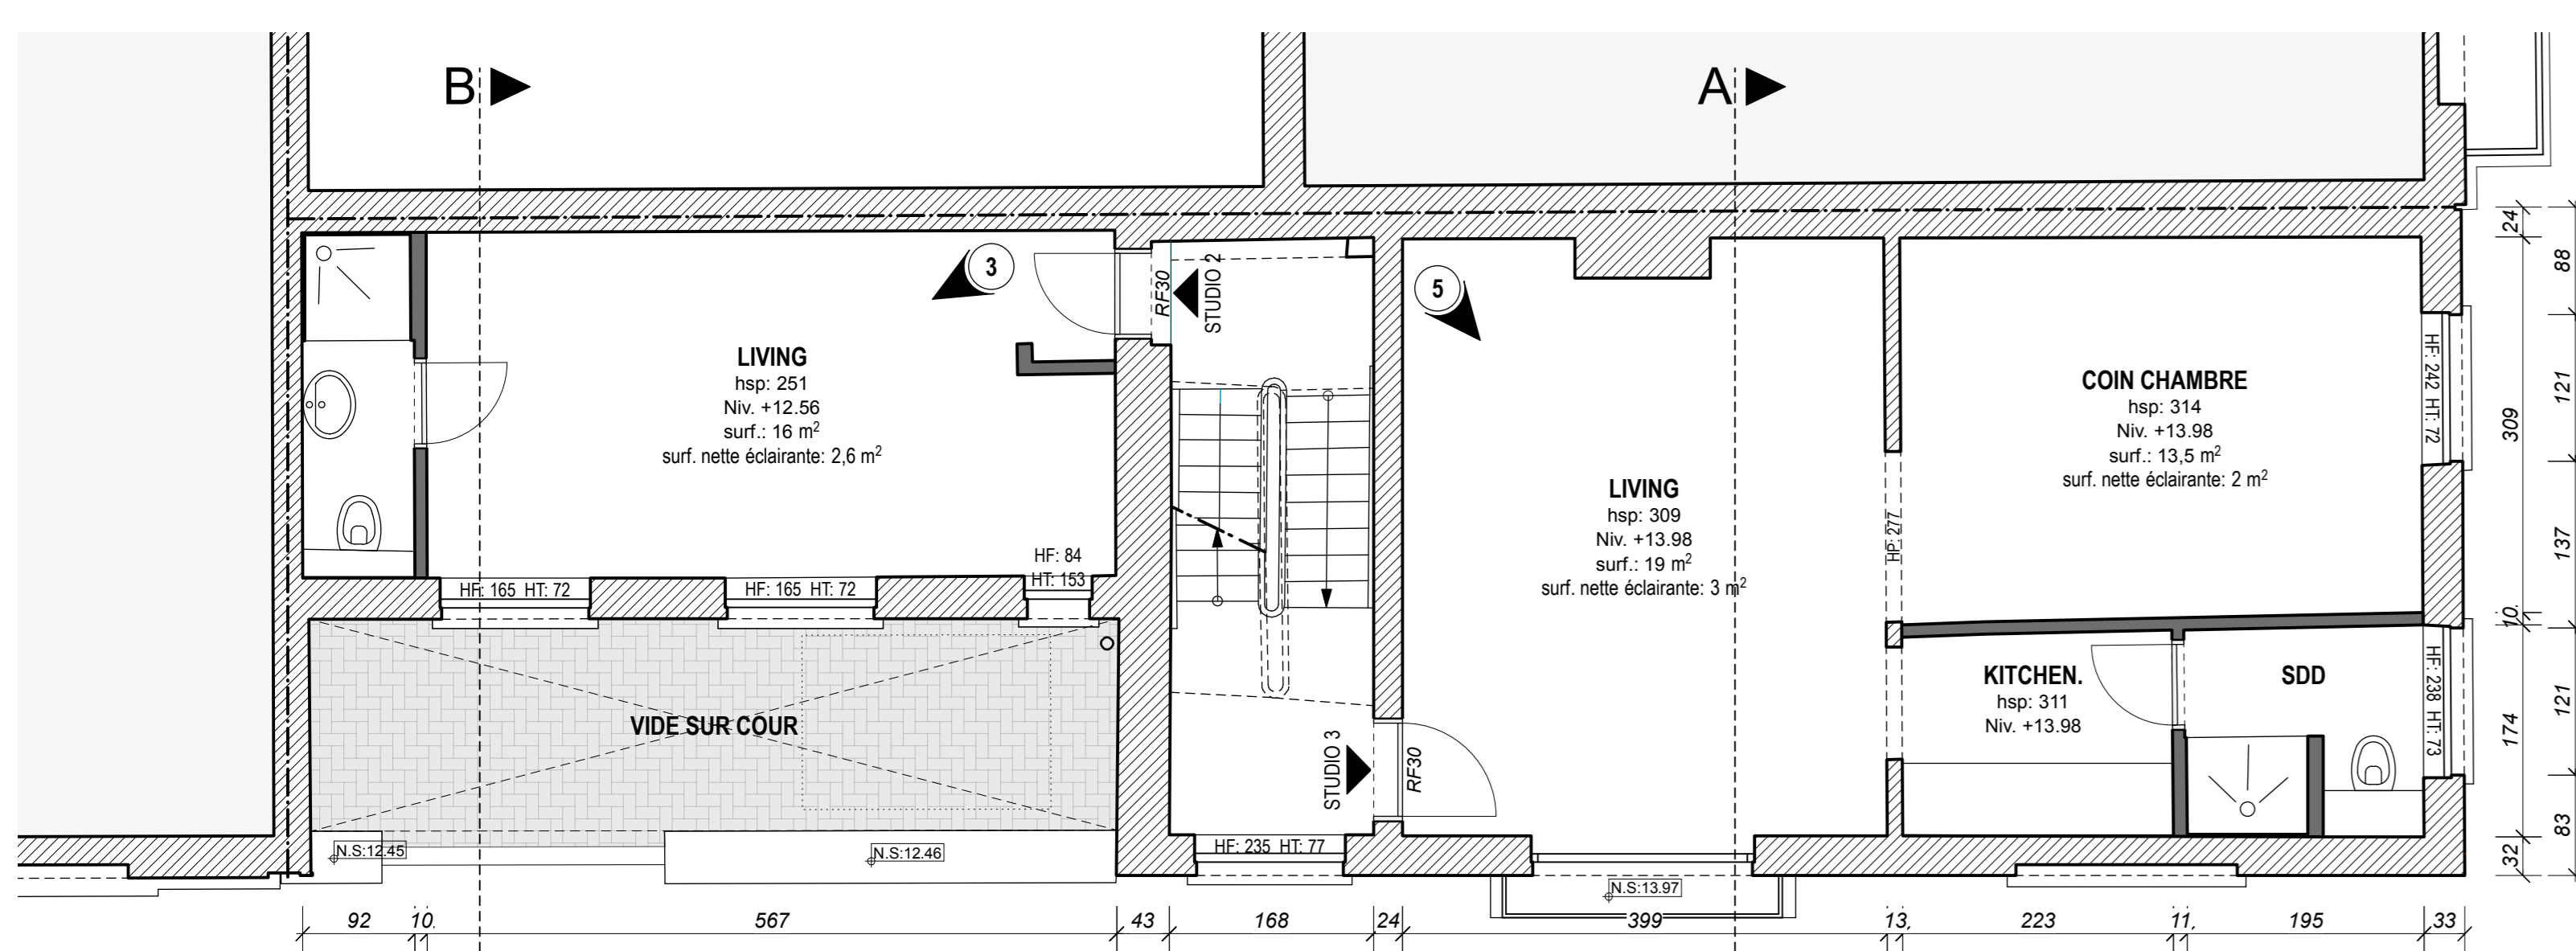 B
A
3
RF30
STUDIO 2
5
LIVING
hsp: 251
Niv. +12.56
surf.: 16 m²
surf. nette éclairante: 2,6 m²
COIN CHAMBRE
hsp: 314
Niv. +13.98
surf.: 13,5 m²
surf. nette éclairante: 2 m²
HF: 242 HT: 72
LIVING
hsp: 309
Niv. +13.98
surf.: 19 m²
surf. nette éclairante: 3 m²
HP: 277
HF: 165 HT: 72
HF: 165 HT: 72
HF: 84
HT: 153
VIDE SUR COUR
KITCHEN.
hsp: 311
Niv. +13.98
SDD
HF: 238 HT: 73
STUDIO 3
RF30
N.S:12.45
N.S:12.46
HF: 235 HT: 77
N.S:13.97
24
309
10.
174
32
88
121
137
121
83
92
10.
567
43
168
24
399
13,
223
11,
195
33